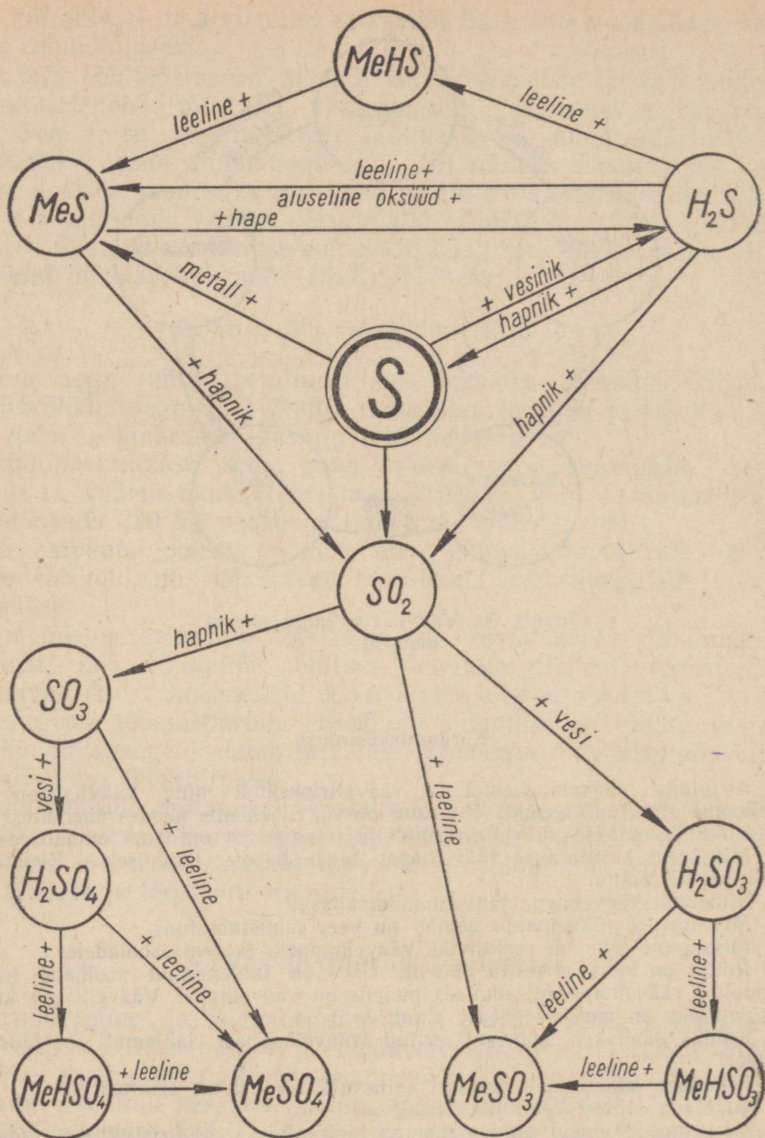 MeHS
leeline +
leeline +
MeS
leeline+
aluseline oksüüd +
+ hape
H₂S
metall +
+ vesinik
hapnik +
S
+ hapnik
hapnik +
SO₂
hapnik +
SO₃
+ vesi
vesi +
+ leeline
+ leeline
H₂SO₄
H₂SO₃
leeline+
+ leeline
leeline +
leeline+
MeHSO₄
+ leeline
MeSO₄
MeSO₃
leeline+
MeHSO₃